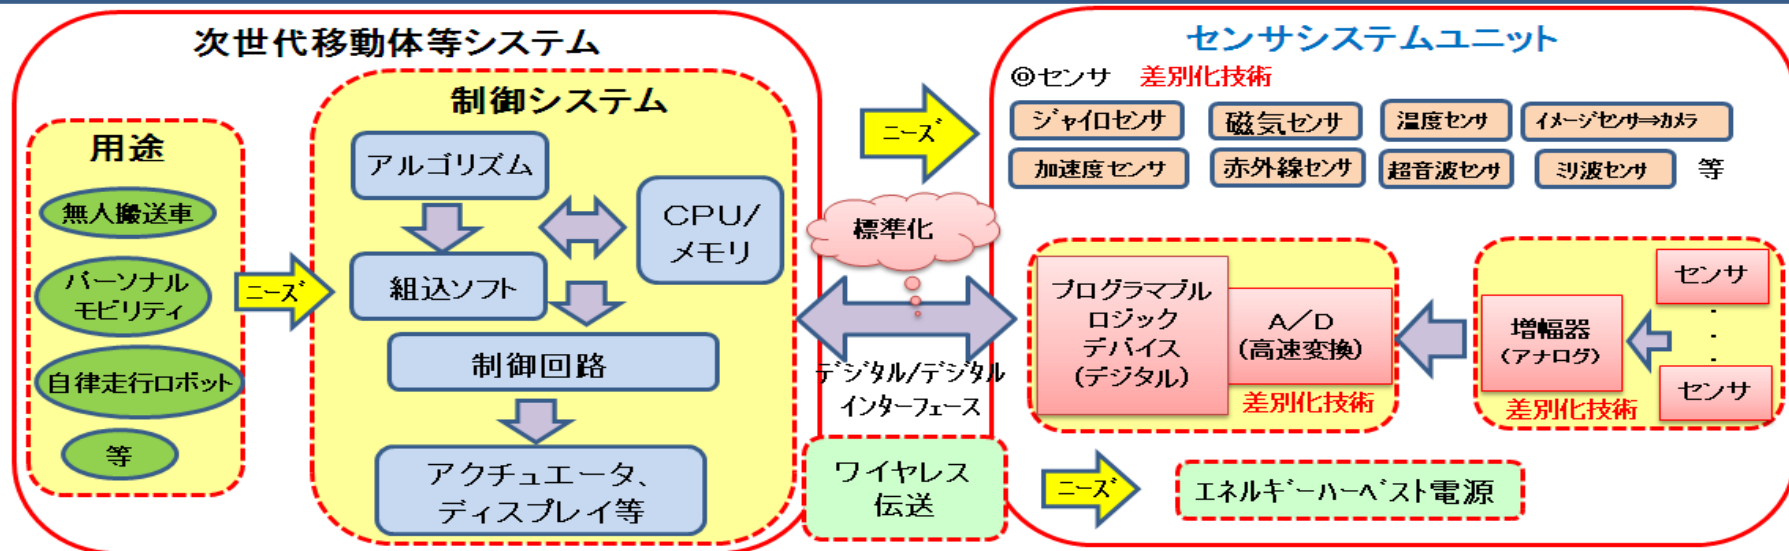 次世代移動体等システム
用途
無人搬送車
パーソナル
モビリティ
自律走行ロボット
等
ニーズ
制御システム
アルゴリズム
CPU/
メモリ
組込ソフト
制御回路
アクチュエータ、
ディスプレイ等
ニーズ
標準化
デジタル/デジタル
インターフェース
ワイヤレス
伝送
センサシステムユニット
◎センサ 差別化技術
ジャイロセンサ
磁気センサ
温度センサ
イメージセンサ⇒カメラ
加速度センサ
赤外線センサ
超音波センサ
ミリ波センサ
等
プログラマブル
ロジック
デバイス
(デジタル)
A/D
(高速変換)
差別化技術
増幅器
(アナログ)
差別化技術
センサ
・
・
・
センサ
ニーズ
エネルギーハーベスト電源